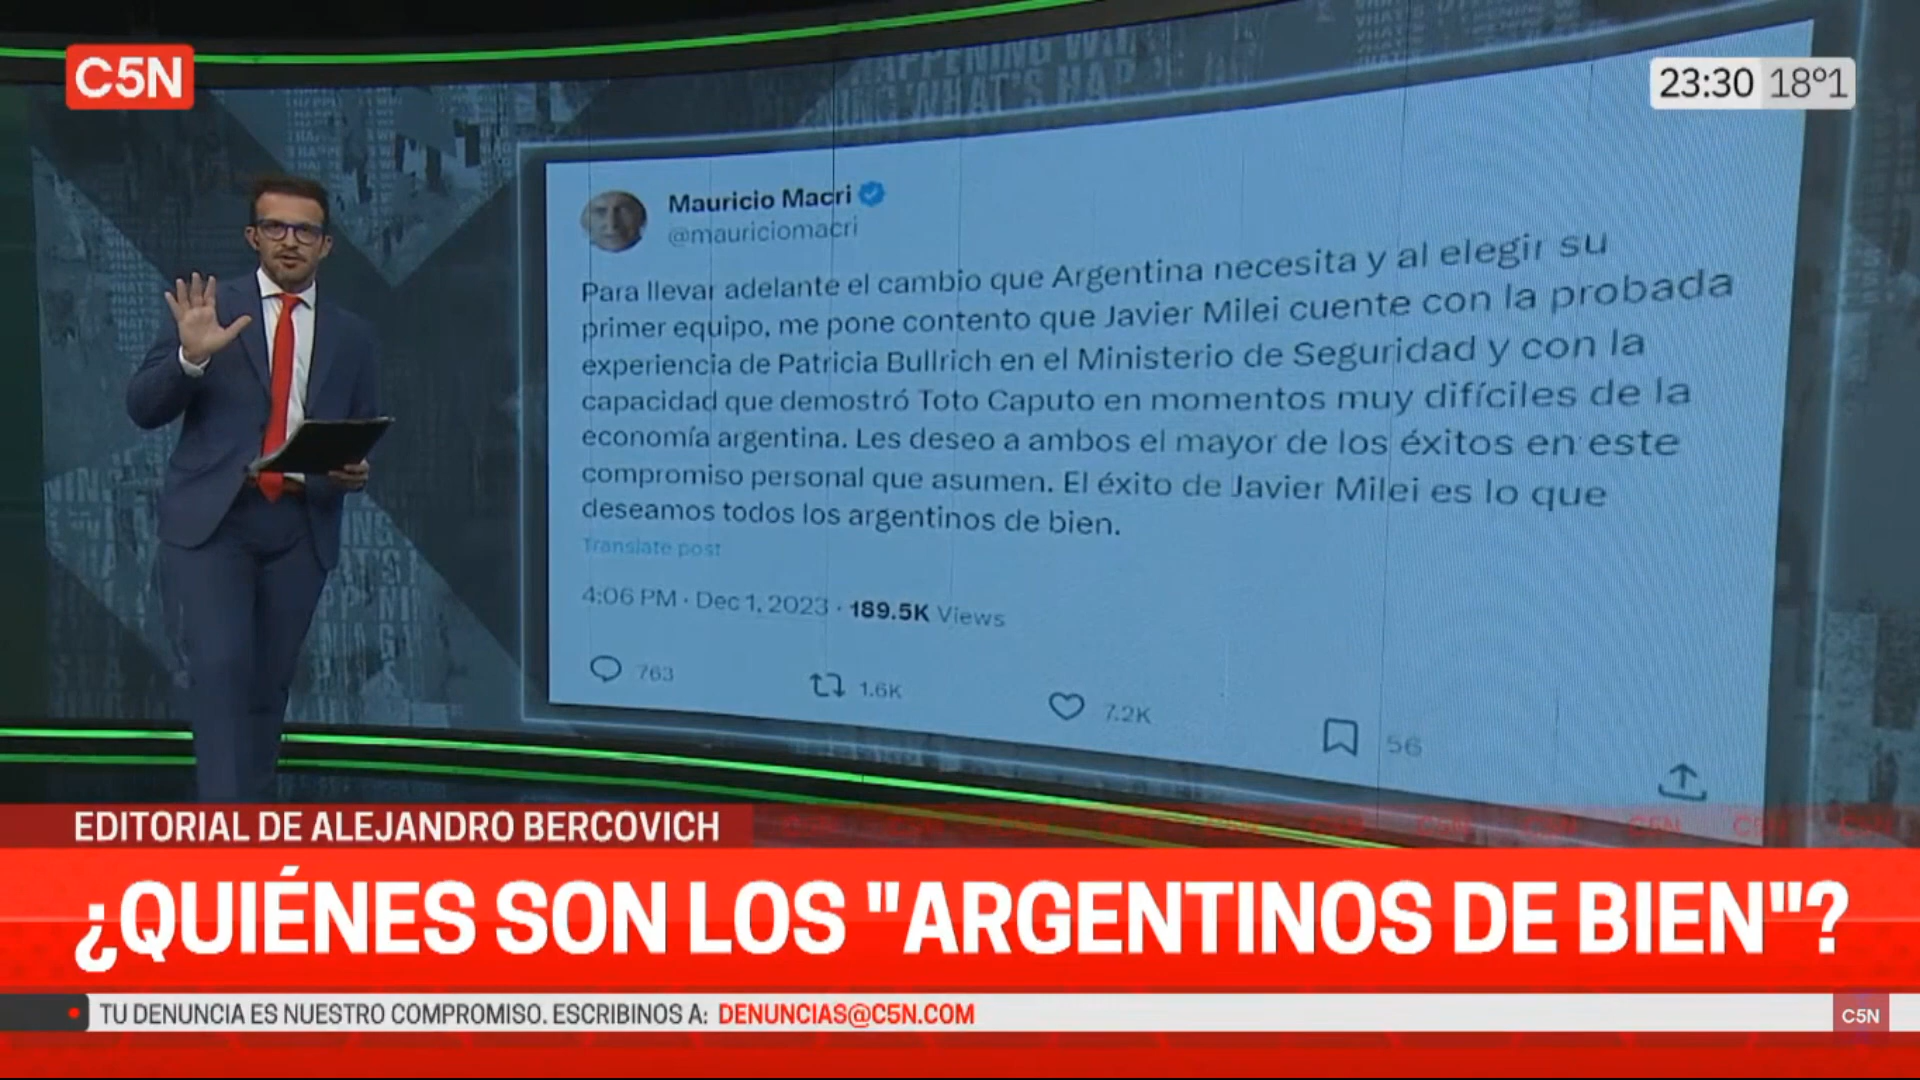 C5N
23:30 18°1
Mauricio Macri
@mauriciomacri
Para llevar adelante el cambio que Argentina necesita y al elegir su
primer equipo, me pone contento que Javier Milei cuente con la probada
experiencia de Patricia Bullrich en el Ministerio de Seguridad y con la
capacidad que demostró Toto Caputo en momentos muy difíciles de la
economía argentina. Les deseo a ambos el mayor de los éxitos en este
compromiso personal que asumen. El éxito de Javier Milei es lo que
deseamos todos los argentinos de bien.
Translate post
4:06 PM · Dec 1, 2023 · 189.5K Views
763 1.6K 7.2K 56
EDITORIAL DE ALEJANDRO BERCOVICH
¿QUIÉNES SON LOS "ARGENTINOS DE BIEN"?
TU DENUNCIA ES NUESTRO COMPROMISO. ESCRIBINOS A: DENUNCIAS@C5N.COM
C5N